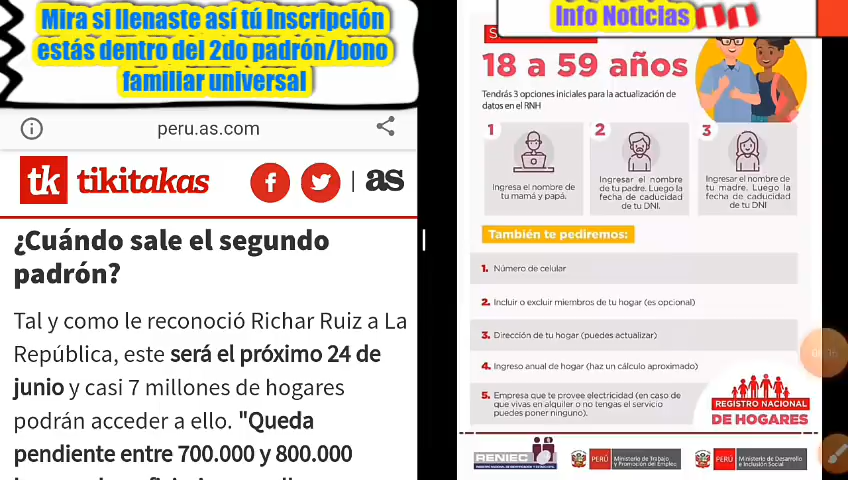 Mira si llenaste así tú Inscripción
estás dentro del 2do padrón/bono
familiar universal
peru.as.com
tk tikitakas
f
as
¿Cuándo sale el segundo
padrón?
Tal y como le reconoció Richar Ruiz a La
República, este será el próximo 24 de
junio y casi 7 millones de hogares
podrán acceder a ello. "Queda
pendiente entre 700.000 y 800.000
Info Noticias
18 a 59 años
Tendrás 3 opciones iniciales para la actualización de
datos en el RNH
1
Ingresa el nombre de
tu mamá y papá.
2
Ingresar el nombre
de tu padre. Luego la
fecha de caducidad
de tu DNI.
3
Ingresar el nombre de
tu madre. Luego la
fecha de caducidad
de tu DNI
También te pediremos:
1. Número de celular
2. Incluir o excluir miembros de tu hogar (es opcional)
3. Dirección de tu hogar (puedes actualizar)
4. Ingreso anual de hogar (haz un cálculo aproximado)
5. Empresa que te provee electricidad (en caso de
que vivas en alquiler o no tengas el servicio
puedes poner ninguno).
REGISTRO NACIONAL
DE HOGARES
RENIEC
PERÚ
Ministerio de Trabajo
y Promoción del Empleo
PERÚ
Ministerio de Desarrollo
e Inclusión Social